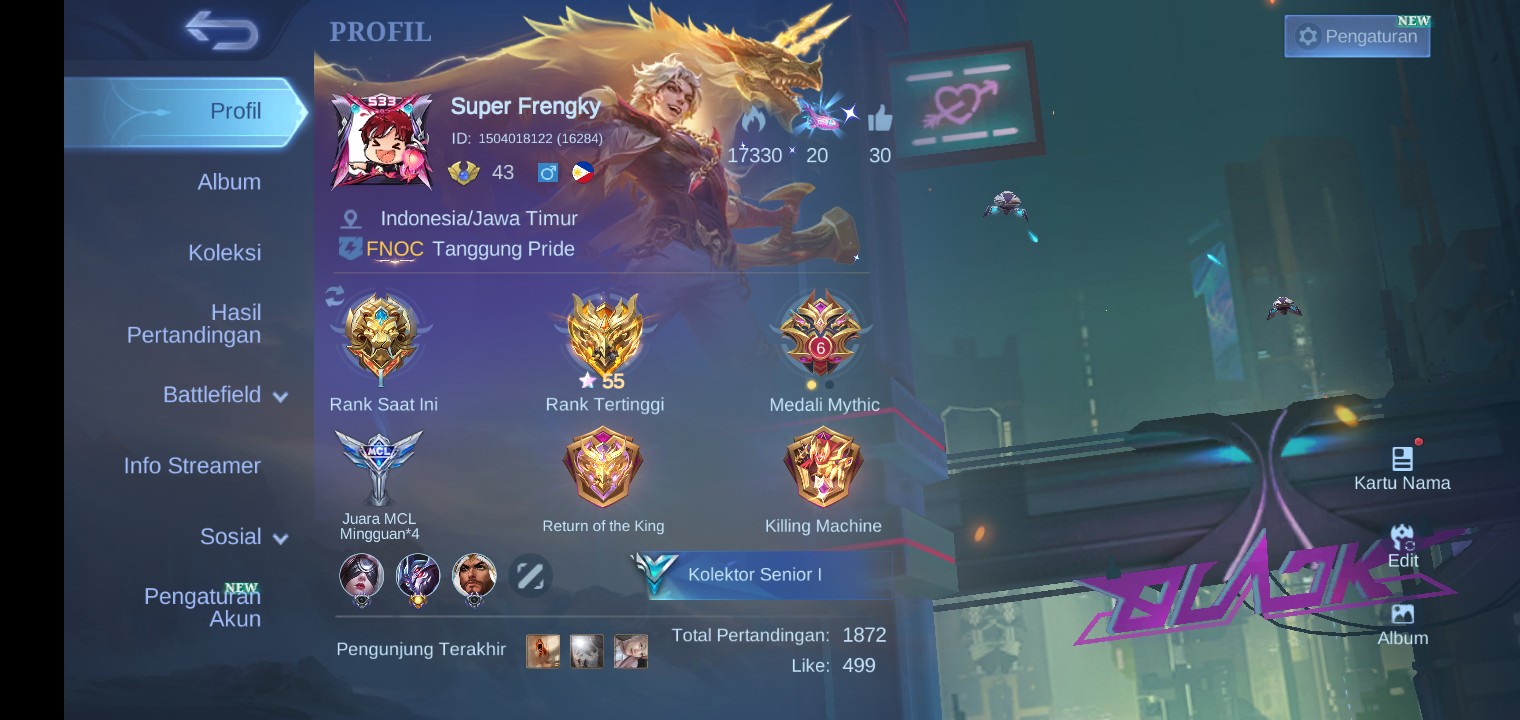 PROFIL
NEW
Pengaturan
Profil
Album
Koleksi
Hasil
Pertandingan
Battlefield
Info Streamer
Sosial
NEW
Pengaturan
Akun
S33
Super Frengky
ID: 1504018122 (16284)
43
17330
20
30
Indonesia/Jawa Timur
FNOC Tanggung Pride
I
55
6
Rank Saat Ini
Rank Tertinggi
Medali Mythic
MCL
Juara MCL
Mingguan*4
Return of the King
Killing Machine
Kolektor Senior I
Pengunjung Terakhir
Total Pertandingan: 1872
Like: 499
Kartu Nama
Edit
Album